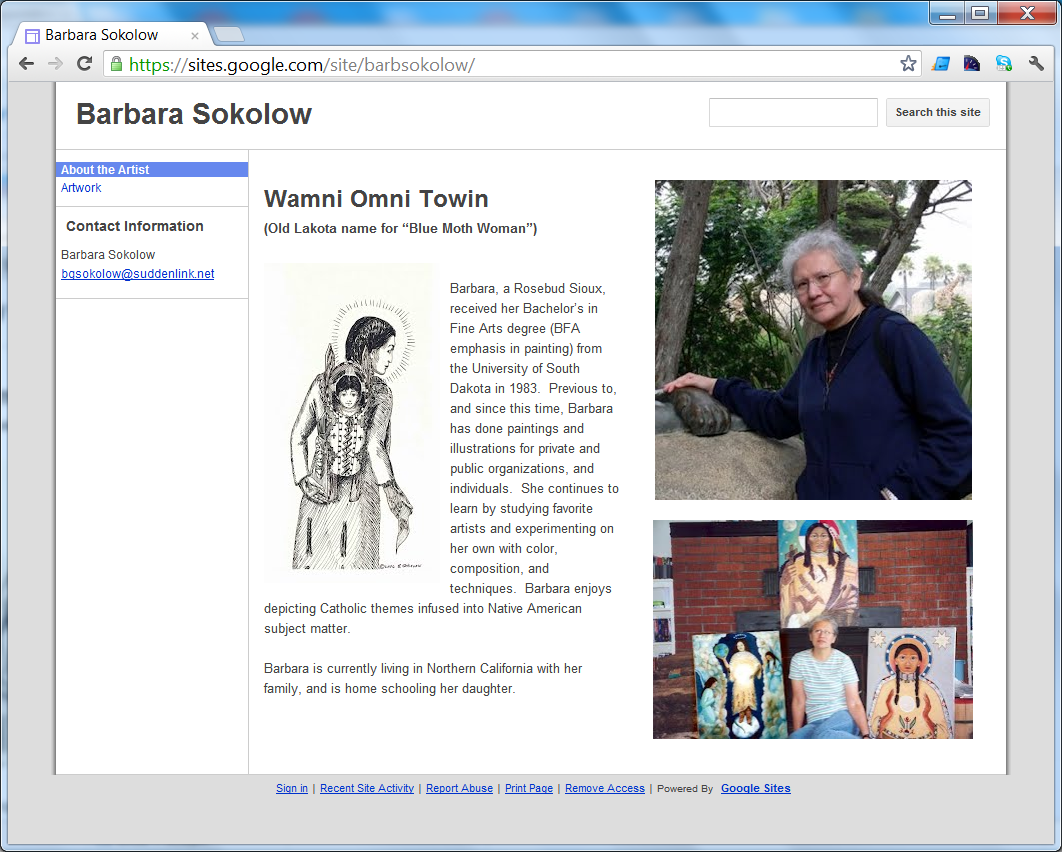 Barbara Sokolow
https://sites.google.com/site/barbsokolow/
Barbara Sokolow
Search this site
About the Artist
Artwork
Contact Information
Barbara Sokolow
bgsokolow@suddenlink.net
Wamni Omni Towin
(Old Lakota name for “Blue Moth Woman”)
Barbara, a Rosebud Sioux,
received her Bachelor’s in
Fine Arts degree (BFA
emphasis in painting) from
the University of South
Dakota in 1983.  Previous to,
and since this time, Barbara
has done paintings and
illustrations for private and
public organizations, and
individuals.  She continues to
learn by studying favorite
artists and experimenting on
her own with color,
composition, and
techniques.  Barbara enjoys
depicting Catholic themes infused into Native American
subject matter.
Barbara is currently living in Northern California with her
family, and is home schooling her daughter.
Sign in | Recent Site Activity | Report Abuse | Print Page | Remove Access | Powered By Google Sites